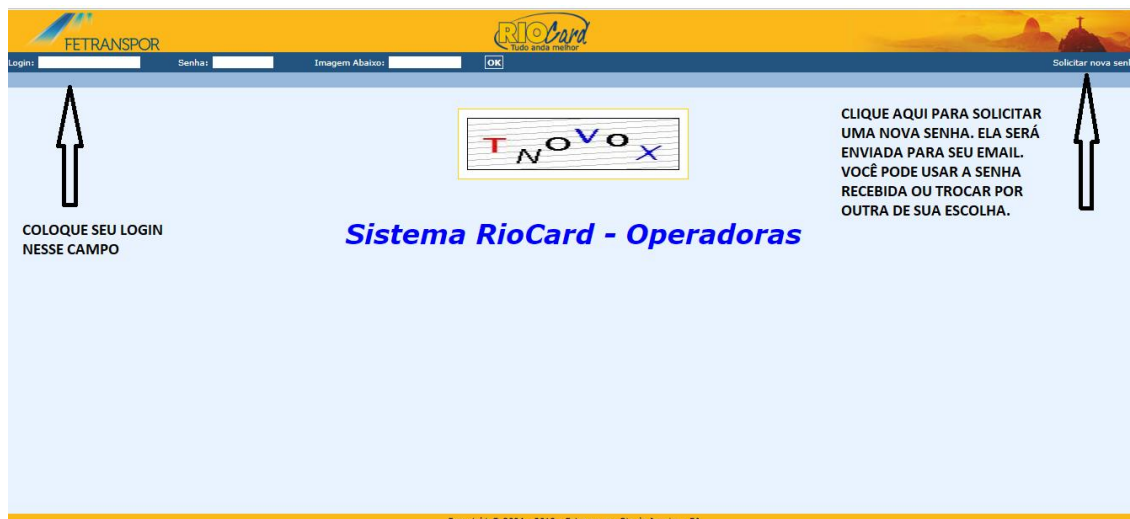 FETRANSPOR
RIOCard
Tudo anda melhor
Login: Senha: Imagem Abaixo: OK Solicitar nova
T N O V O X
CLIQUE AQUI PARA SOLICITAR
UMA NOVA SENHA. ELA SERÁ
ENVIADA PARA SEU EMAIL.
VOCÊ PODE USAR A SENHA
RECEBIDA OU TROCAR POR
OUTRA DE SUA ESCOLHA.
COLOQUE SEU LOGIN
NESSE CAMPO
Sistema RioCard - Operadoras